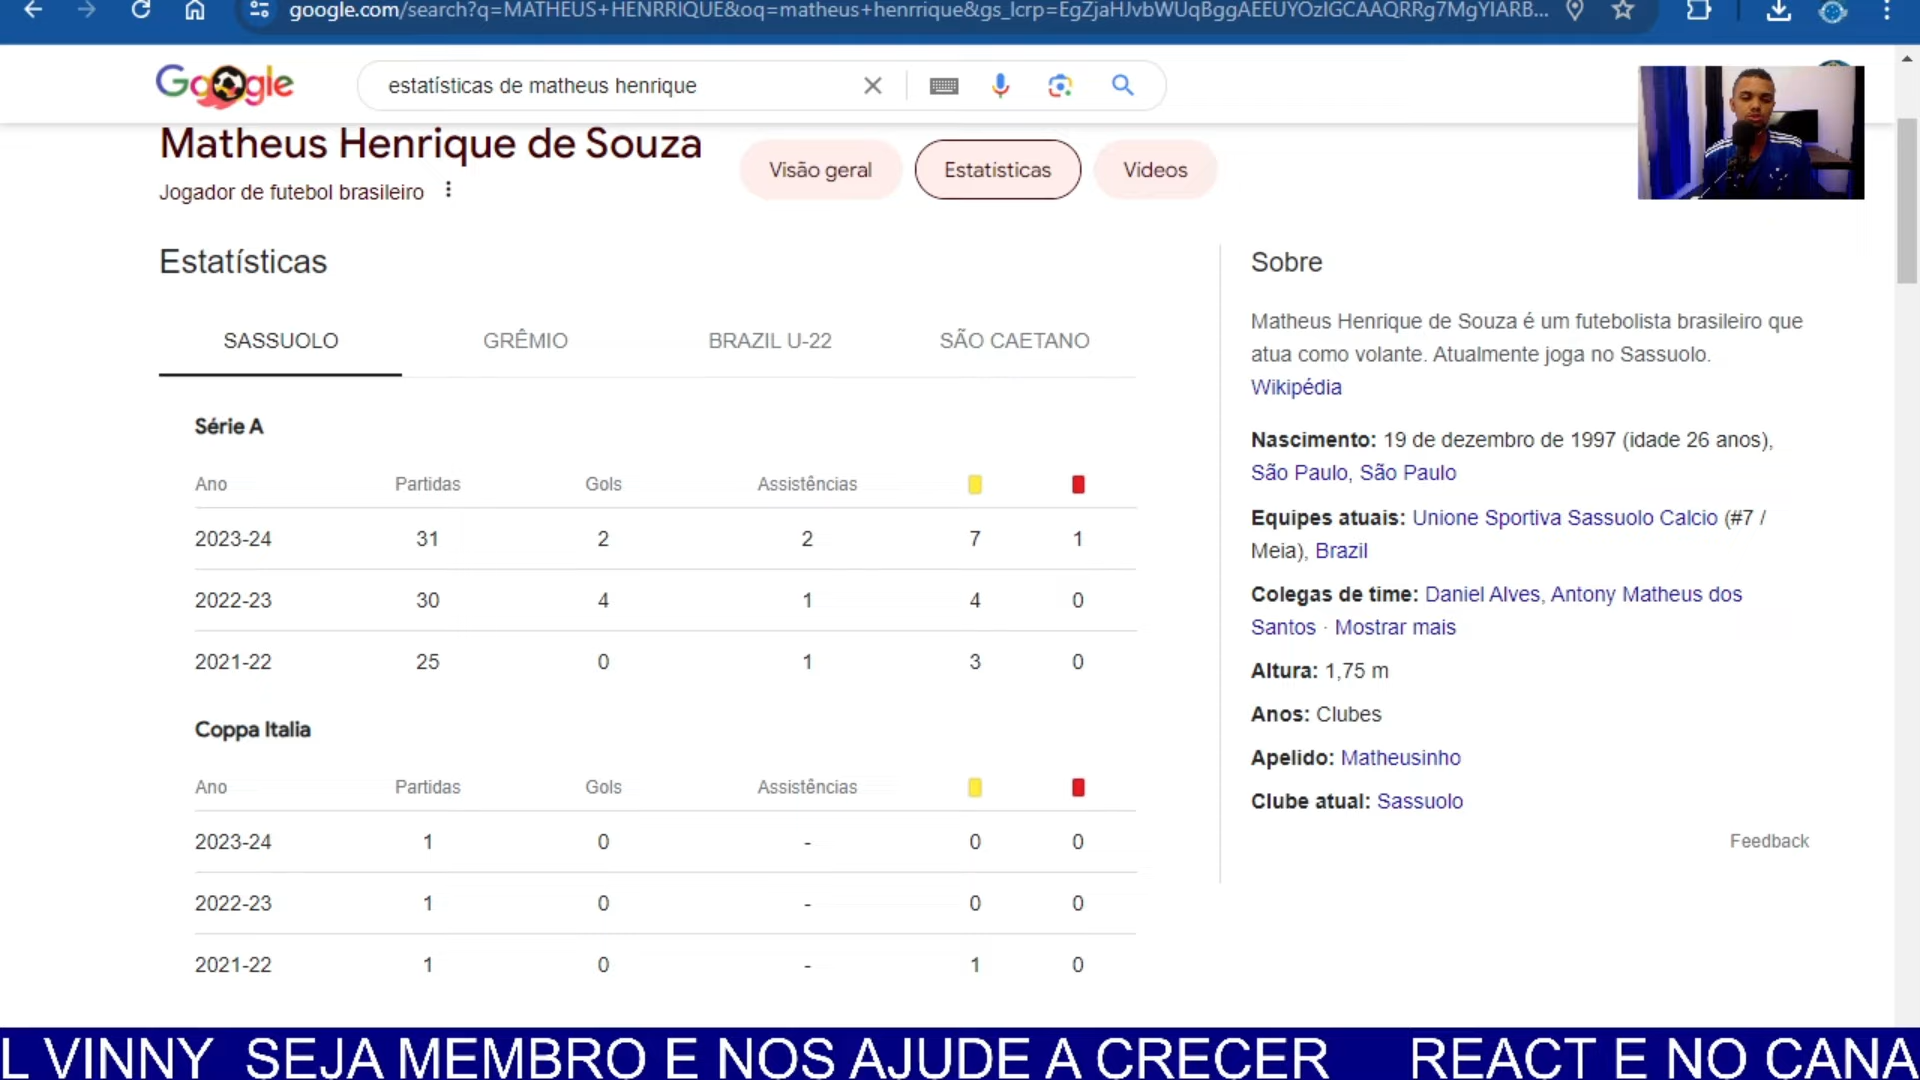 google.com/search?q=MATHEUS+HENRRIQUE&oq=matheus+henrrique&gs_lcrp=EgZjaHJvbWUqBggAEEUYOzIGCAAQRRg7MgYIARB...
Google
estatísticas de matheus henrique
Matheus Henrique de Souza
Jogador de futebol brasileiro
Visão geral
Estatísticas
Vídeos
Estatísticas
SASSUOLO GRÊMIO BRAZIL U-22 SÃO CAETANO
Série A
Ano Partidas Gols Assistências
2023-24 31 2 2 7 1
2022-23 30 4 1 4 0
2021-22 25 0 1 3 0
Coppa Italia
Ano Partidas Gols Assistências
2023-24 1 0 - 0 0
2022-23 1 0 - 0 0
2021-22 1 0 - 1 0
Sobre
Matheus Henrique de Souza é um futebolista brasileiro que
atua como volante. Atualmente joga no Sassuolo.
Wikipédia
Nascimento: 19 de dezembro de 1997 (idade 26 anos),
São Paulo, São Paulo
Equipes atuais: Unione Sportiva Sassuolo Calcio (#7 /
Meia), Brazil
Colegas de time: Daniel Alves, Antony Matheus dos
Santos · Mostrar mais
Altura: 1,75 m
Anos: Clubes
Apelido: Matheusinho
Clube atual: Sassuolo
Feedback
L VINNY SEJA MEMBRO E NOS AJUDE A CRECER REACT E NO CANA